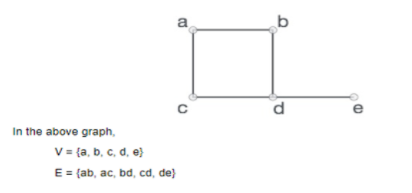 a b
c d e
In the above graph,
V = {a, b, c, d, e}
E = {ab, ac, bd, cd, de}